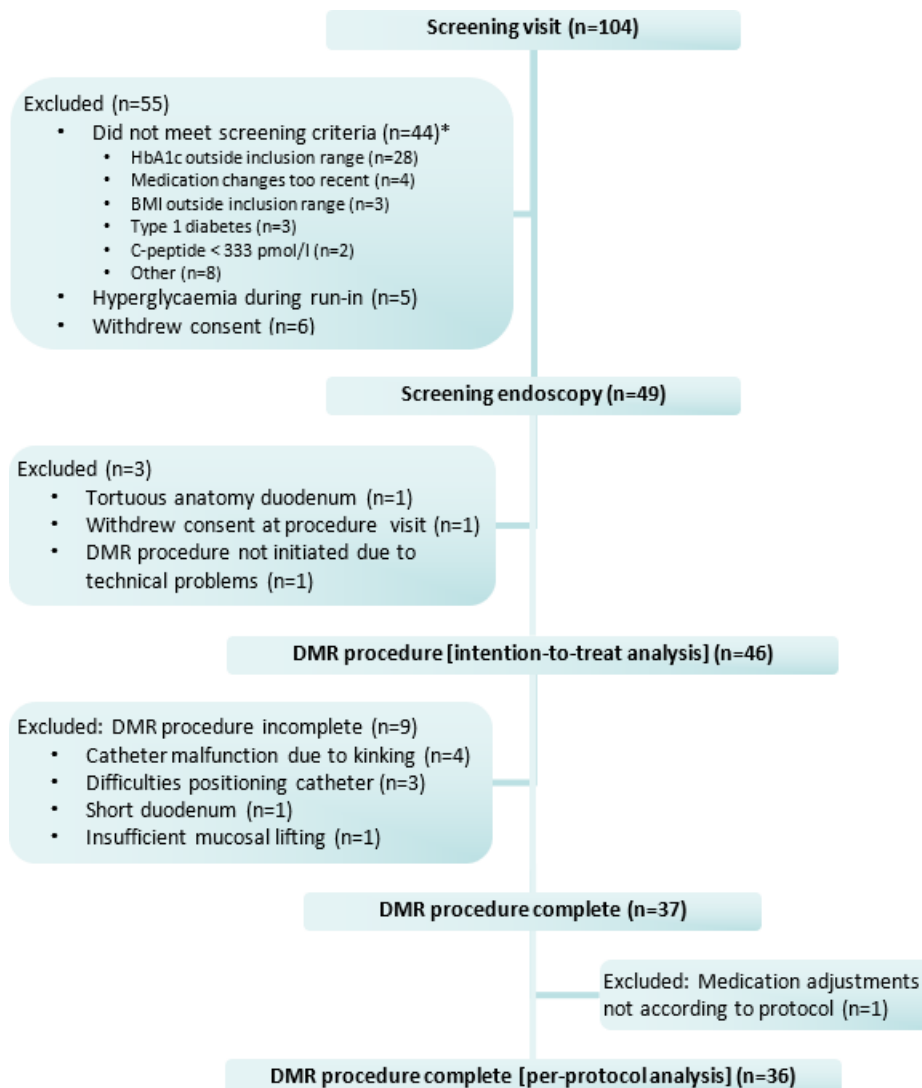 Screening visit (n=104)
Excluded (n=55)
• Did not meet screening criteria (n=44)*
• HbA1c outside inclusion range (n=28)
• Medication changes too recent (n=4)
• BMI outside inclusion range (n=3)
• Type 1 diabetes (n=3)
• C-peptide < 333 pmol/l (n=2)
• Other (n=8)
• Hyperglycaemia during run-in (n=5)
• Withdrew consent (n=6)
Screening endoscopy (n=49)
Excluded (n=3)
• Tortuous anatomy duodenum (n=1)
• Withdrew consent at procedure visit (n=1)
• DMR procedure not initiated due to
technical problems (n=1)
DMR procedure [intention-to-treat analysis] (n=46)
Excluded: DMR procedure incomplete (n=9)
• Catheter malfunction due to kinking (n=4)
• Difficulties positioning catheter (n=3)
• Short duodenum (n=1)
• Insufficient mucosal lifting (n=1)
DMR procedure complete (n=37)
Excluded: Medication adjustments
not according to protocol (n=1)
DMR procedure complete [per-protocol analysis] (n=36)